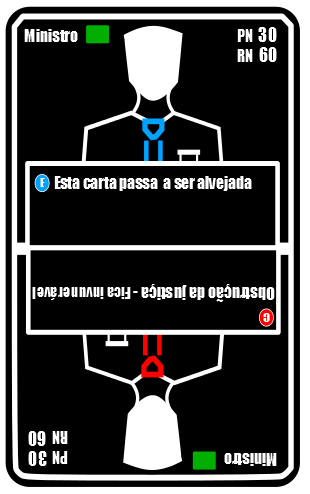 Ministro
PN 30
RN 60
E Esta carta passa a ser alvejada
G
Obstrução da justiça - Fica invunerável
Ministro
PN 30
RN 60